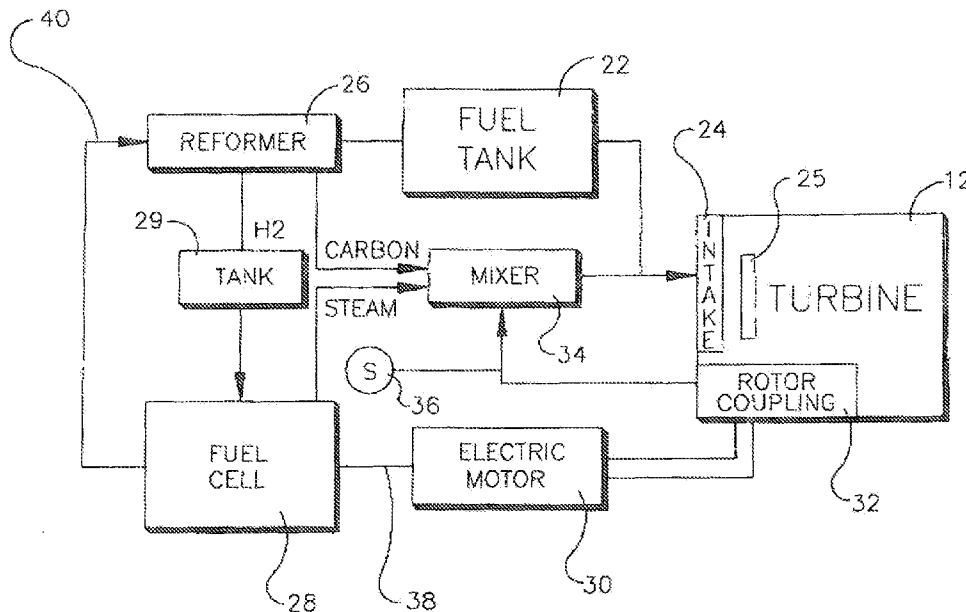 40
26
22
REFORMER
FUEL
TANK
24
25
12
29
H2
CARBON
TANK
MIXER
STEAM
INTAKE
TURBINE
34
S
36
ROTOR
COUPLING
FUEL
CELL
ELECTRIC
MOTOR
32
28
38
30